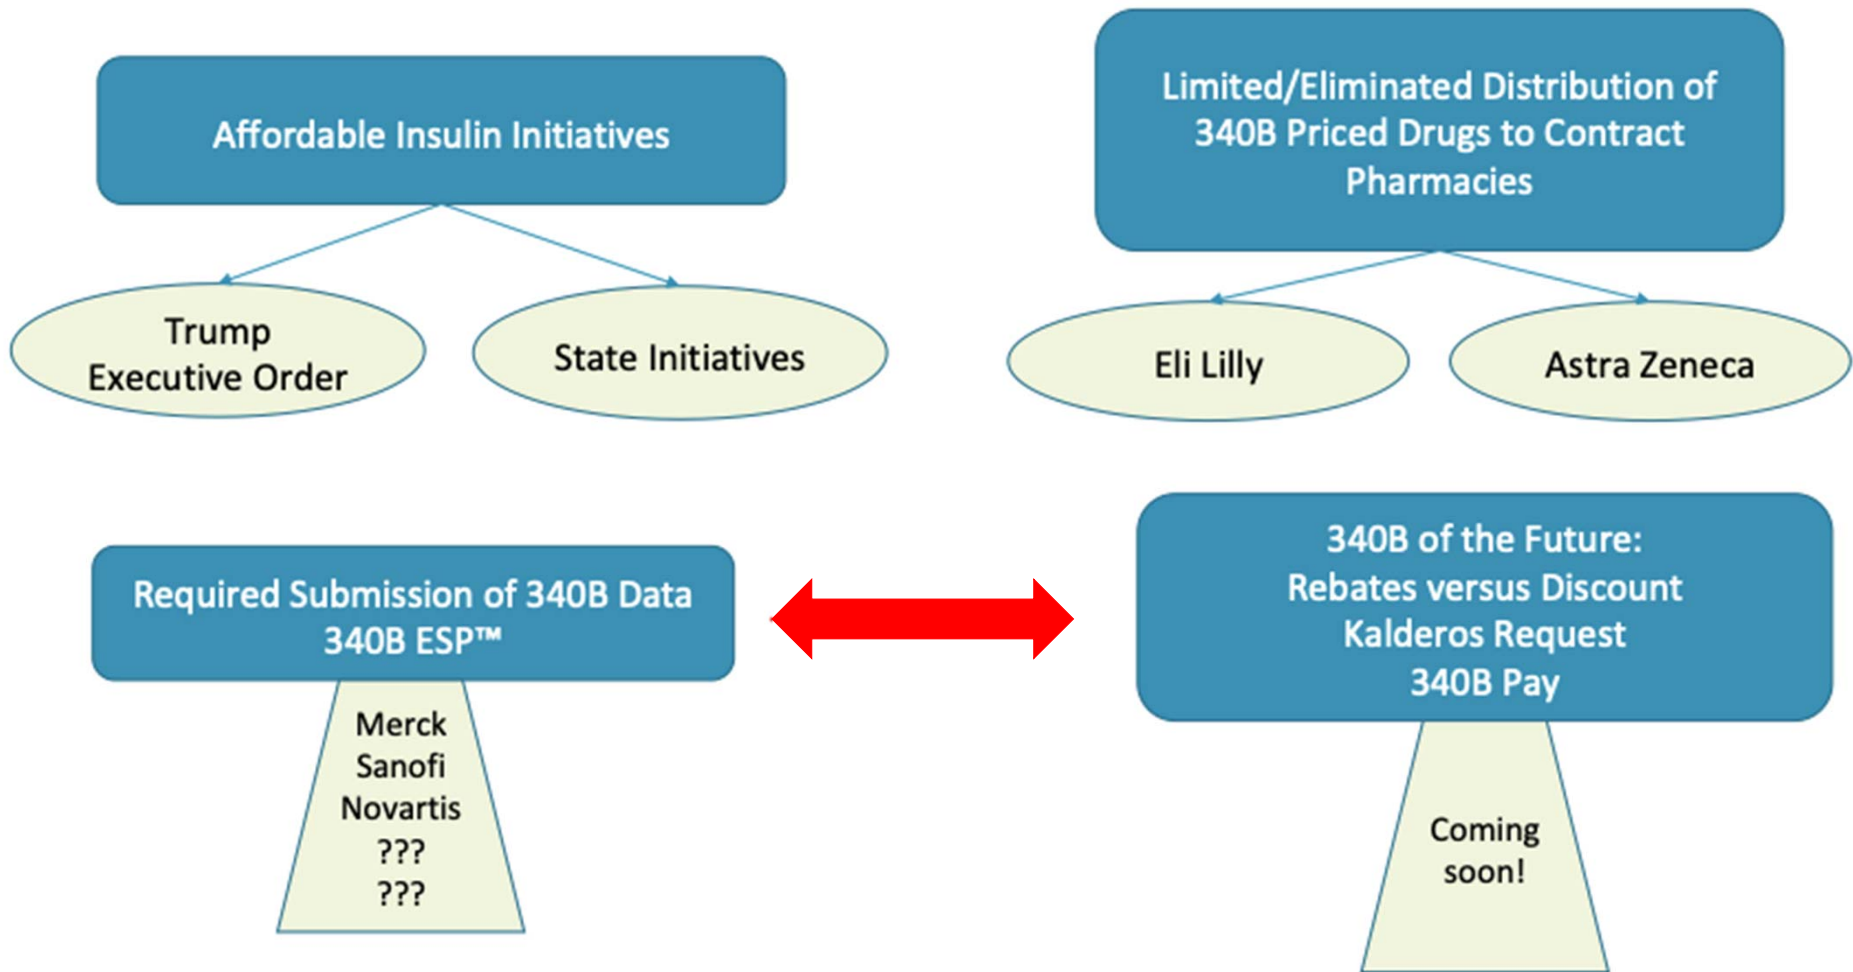 Affordable Insulin Initiatives
Trump
Executive Order
State Initiatives
Limited/Eliminated Distribution of
340B Priced Drugs to Contract
Pharmacies
Eli Lilly
Astra Zeneca
Required Submission of 340B Data
340B ESP™
Merck
Sanofi
Novartis
???
???
340B of the Future:
Rebates versus Discount
Kalderos Request
340B Pay
Coming
soon!